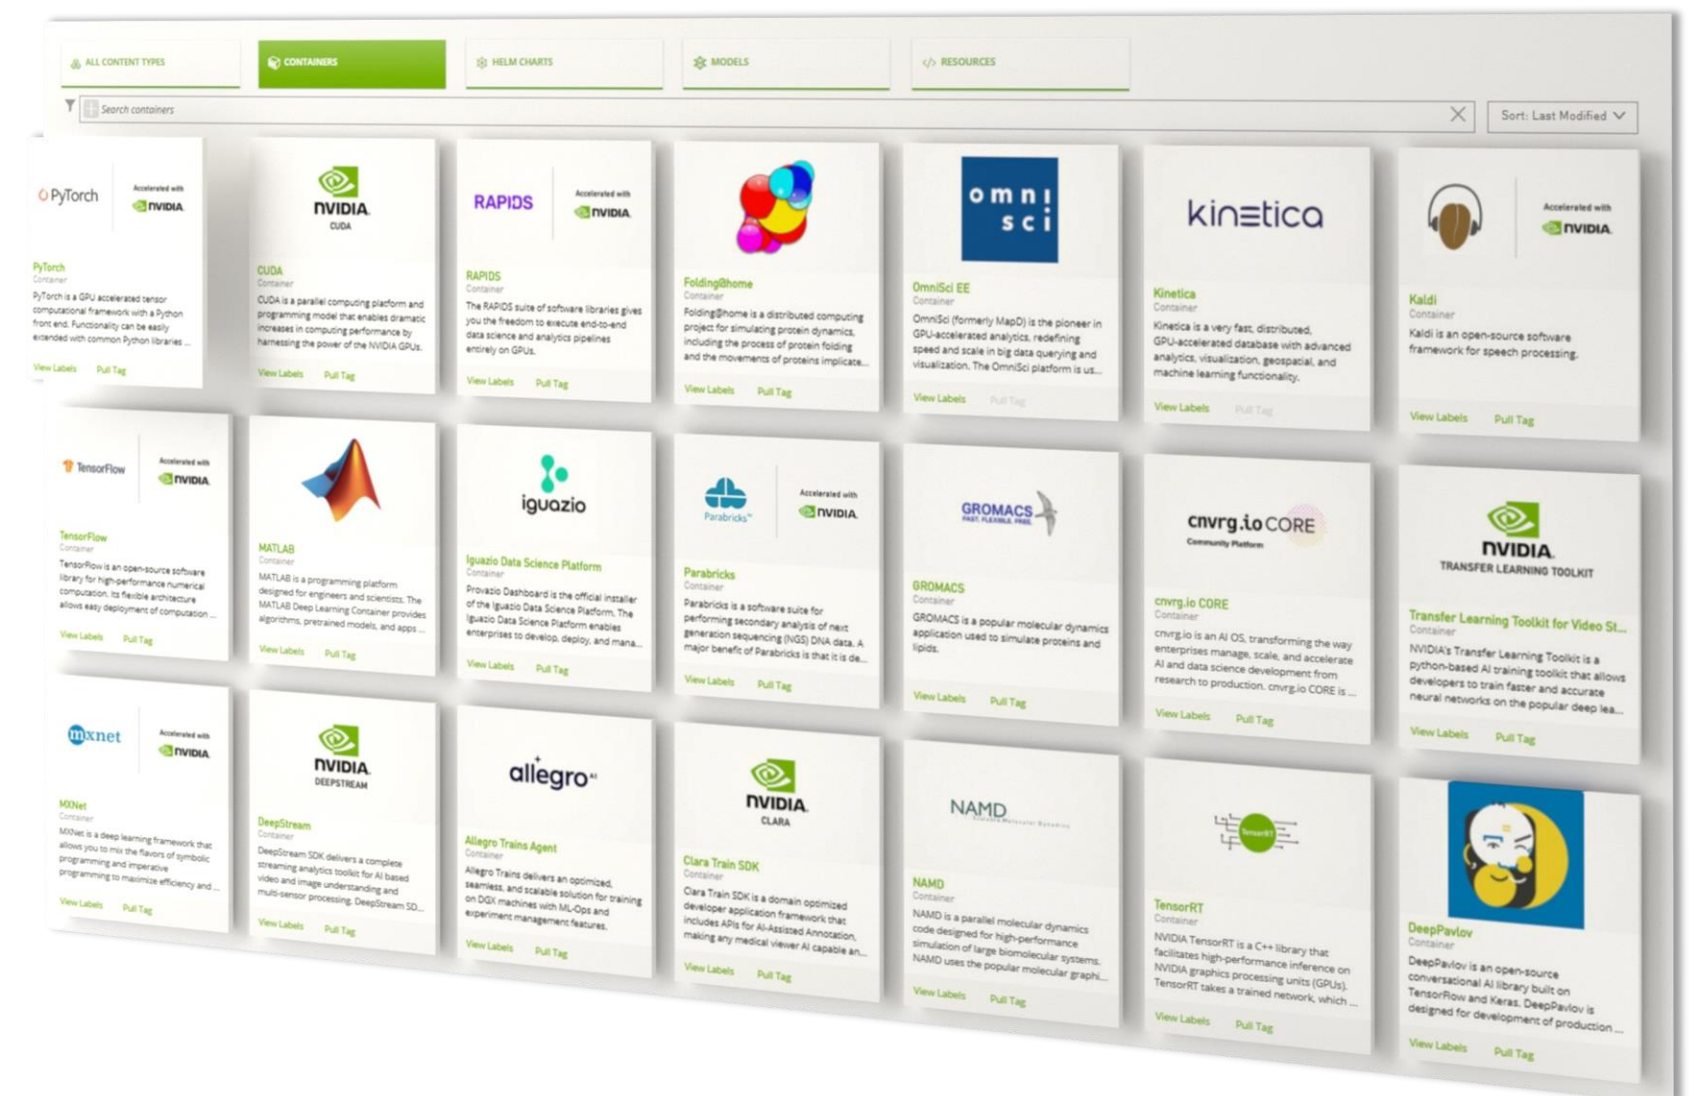 ALL CONTENT TYPES
CONTAINERS
HELM CHARTS
MODELS
</> RESOURCES
Search containers
Sort: Last Modified
PyTorch
Accelerated with
NVIDIA.
PyTorch
Container
PyTorch is a GPU accelerated tensor
computational framework with a Python
front end. Functionality can be easily
extended with common Python libraries ...
View Labels Pull Tag
NVIDIA.
CUDA
CUDA
Container
CUDA is a parallel computing platform and
programming model that enables dramatic
increases in computing performance by
harnessing the power of the NVIDIA GPUs.
View Labels Pull Tag
RAPIDS
Accelerated with
NVIDIA.
RAPIDS
Container
The RAPIDS suite of software libraries gives
you the freedom to execute end-to-end
data science and analytics pipelines
entirely on GPUs.
View Labels Pull Tag
Folding@home
Container
Folding@home is a distributed computing
project for simulating protein dynamics,
including the process of protein folding
and the movements of proteins implicate...
View Labels Pull Tag
omni
sci
OmniSci EE
Container
OmniSci (formerly MapD) is the pioneer in
GPU-accelerated analytics, redefining
speed and scale in big data querying and
visualization. The OmniSci platform is us...
View Labels Pull Tag
kinetica
Kinetica
Container
Kinetica is a very fast, distributed,
GPU-accelerated database with advanced
analytics, visualization, geospatial, and
machine learning functionality.
View Labels Pull Tag
Accelerated with
NVIDIA.
Kaldi
Container
Kaldi is an open-source software
framework for speech processing.
View Labels Pull Tag
TensorFlow
Accelerated with
NVIDIA.
TensorFlow
Container
TensorFlow is an open-source software
library for high-performance numerical
computation. Its flexible architecture
allows easy deployment of computation ...
View Labels Pull Tag
MATLAB
Container
MATLAB is a programming platform
designed for engineers and scientists. The
MATLAB Deep Learning Container provides
algorithms, pretrained models, and apps ...
View Labels Pull Tag
iguazio
Iguazio Data Science Platform
Container
Provazio Dashboard is the official installer
of the Iguazio Data Science Platform. The
Iguazio Data Science Platform enables
enterprises to develop, deploy, and mana...
View Labels Pull Tag
Parabricks™
Accelerated with
NVIDIA.
Parabricks
Container
Parabricks is a software suite for
performing secondary analysis of next
generation sequencing (NGS) DNA data. A
major benefit of Parabricks is that it is de...
View Labels Pull Tag
GROMACS
FAST. FLEXIBLE. FREE.
GROMACS
Container
GROMACS is a popular molecular dynamics
application used to simulate proteins and
lipids.
View Labels Pull Tag
cnvrg.io CORE
Community Platform
cnvrg.io CORE
Container
cnvrg.io is an AI OS, transforming the way
enterprises manage, scale, and accelerate
AI and data science development from
research to production. cnvrg.io CORE is ...
View Labels Pull Tag
NVIDIA.
TRANSFER LEARNING TOOLKIT
Transfer Learning Toolkit for Video St...
Container
NVIDIA's Transfer Learning Toolkit is a
python-based AI training toolkit that allows
developers to train faster and accurate
neural networks on the popular deep lea...
View Labels Pull Tag
mxnet
Accelerated with
NVIDIA.
MXNet
Container
MXNet is a deep learning framework that
allows you to mix the flavors of symbolic
programming and imperative
programming to maximize efficiency and ...
View Labels Pull Tag
NVIDIA.
DEEPSTREAM
DeepStream
Container
DeepStream SDK delivers a complete
streaming analytics toolkit for AI based
video and image understanding and
multi-sensor processing. DeepStream SD...
View Labels Pull Tag
allegro AI
Allegro Trains Agent
Container
Allegro Trains delivers an optimized,
seamless, and scalable solution for training
on DGX machines with ML-Ops and
experiment management features.
View Labels Pull Tag
NVIDIA.
CLARA
Clara Train SDK
Container
Clara Train SDK is a domain optimized
developer application framework that
includes APIs for AI-Assisted Annotation,
making any medical viewer AI capable an...
View Labels Pull Tag
NAMD
Scalable Molecular Dynamics
NAMD
Container
NAMD is a parallel molecular dynamics
code designed for high-performance
simulation of large biomolecular systems.
NAMD uses the popular molecular graphi...
View Labels Pull Tag
TensorRT
TensorRT
Container
NVIDIA TensorRT is a C++ library that
facilitates high-performance inference on
NVIDIA graphics processing units (GPUs).
TensorRT takes a trained network, which ...
View Labels Pull Tag
DeepPavlov
Container
DeepPavlov is an open-source
conversational AI library built on
TensorFlow and Keras. DeepPavlov is
designed for development of production ...
View Labels Pull Tag